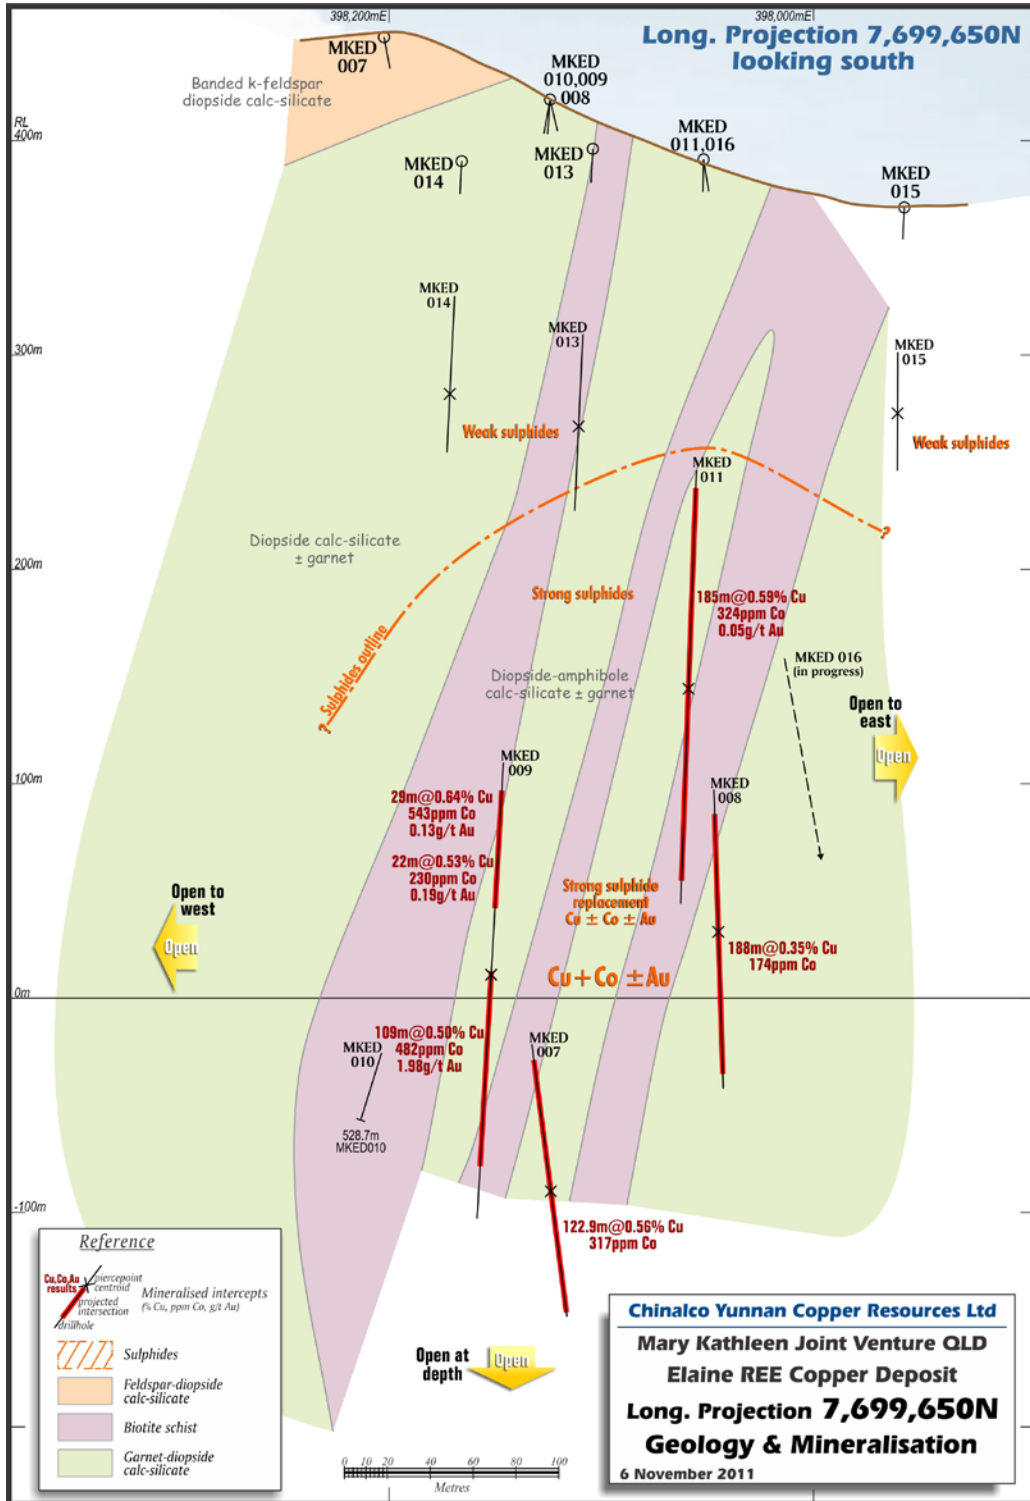 398,200mE
398,000mE
Long. Projection 7,699,650N
looking south
MKED
007
MKED
010,009
008
Banded k-feldspar
diopside calc-silicate
RL
400m
MKED
011,016
MKED
013
MKED
014
MKED
015
MKED
014
MKED
013
300m
MKED
015
Weak sulphides
Weak sulphides
MKED
011
?
Diopside calc-silicate
± garnet
200m
Strong sulphides
185m@0.59% Cu
324ppm Co
0.05g/t Au
Sulphides outline
?
MKED 016
(in progress)
Diopside-amphibole
calc-silicate ± garnet
Open to
east
Open
MKED
009
100m
MKED
008
29m@0.64% Cu
543ppm Co
0.13g/t Au
22m@0.53% Cu
230ppm Co
0.19g/t Au
Open to
west
Open
Strong sulphide
replacement
Cu ± Co ± Au
188m@0.35% Cu
174ppm Co
Cu+Co ±Au
0m
109m@0.50% Cu
482ppm Co
1.98g/t Au
MKED
010
MKED
007
528.7m
MKED010
-100m
122.9m@0.56% Cu
317ppm Co
Reference
Cu,Co,Au
results
piercepoint
centroid
projected
intersection
drillhole
Mineralised intercepts
(% Cu, ppm Co, g/t Au)
Sulphides
Feldspar-diopside
calc-silicate
Biotite schist
Garnet-diopside
calc-silicate
Open at
depth
Open
0 10 20 40 60 80 100
Metres
Chinalco Yunnan Copper Resources Ltd
Mary Kathleen Joint Venture QLD
Elaine REE Copper Deposit
Long. Projection 7,699,650N
Geology & Mineralisation
6 November 2011